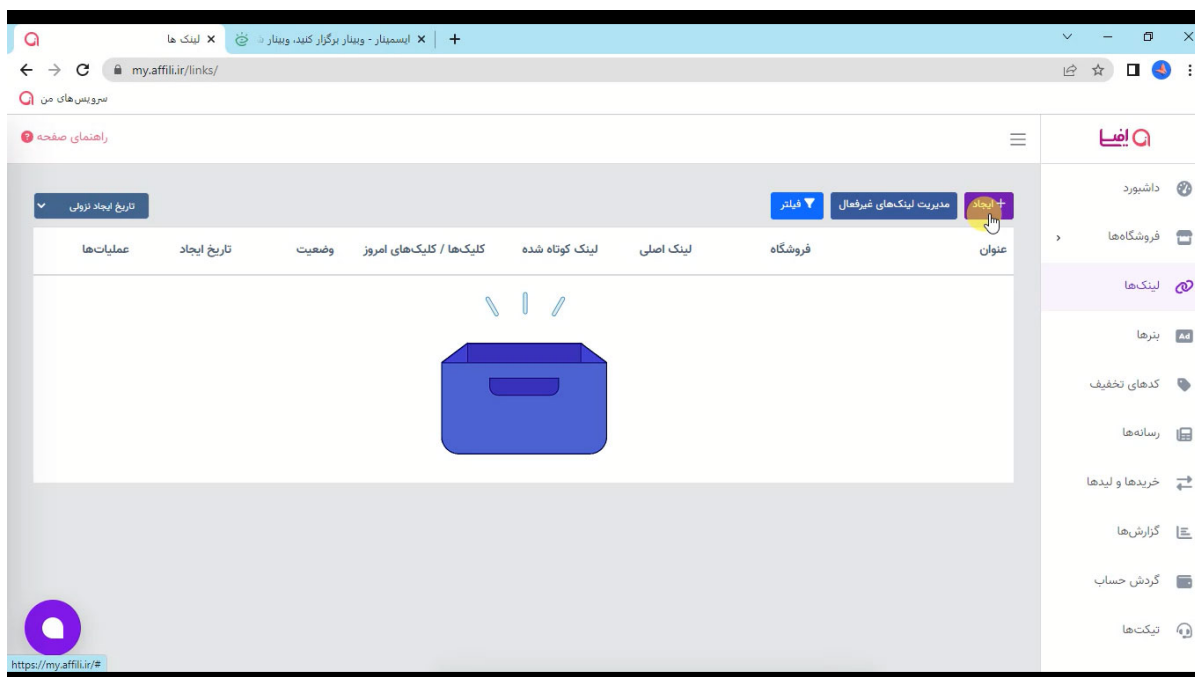 لینک ها
ایسمینار - وبینار برگزار کنید، وبینار
my.affili.ir/links/
سرویس‌های من
راهنمای صفحه
افیلی
داشبورد
فروشگاه‌ها
لینک‌ها
بنرها
Ad
کدهای تخفیف
رسانه‌ها
خریدها و لیدها
گزارش‌ها
گردش حساب
تیکت‌ها
+ ایجاد
مدیریت لینک‌های غیرفعال
فیلتر
تاریخ ایجاد نزولی
عنوان فروشگاه لینک اصلی لینک کوتاه شده کلیک‌ها / کلیک‌های امروز وضعیت تاریخ ایجاد عملیات‌ها
https://my.affili.ir/#